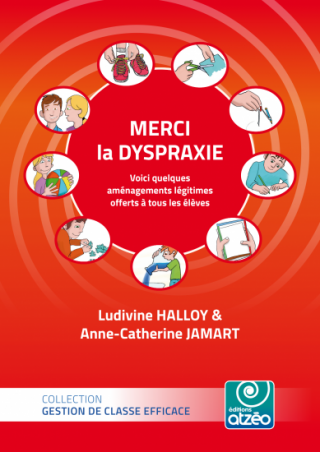 MERCI
la DYSPRAXIE
Voici quelques
aménagements légitimes
offerts à tous les élèves
Ludivine HALLOY &
Anne-Catherine JAMART
COLLECTION
GESTION DE CLASSE EFFICACE
éditions
atzéo